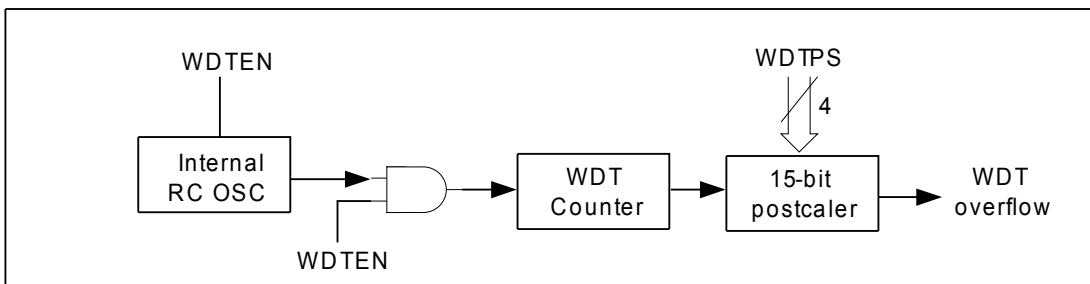 WDTEN
WDTPS
4
Internal
RC OSC
WDT
Counter
15-bit
postcaler
WDT
overflow
WDTEN